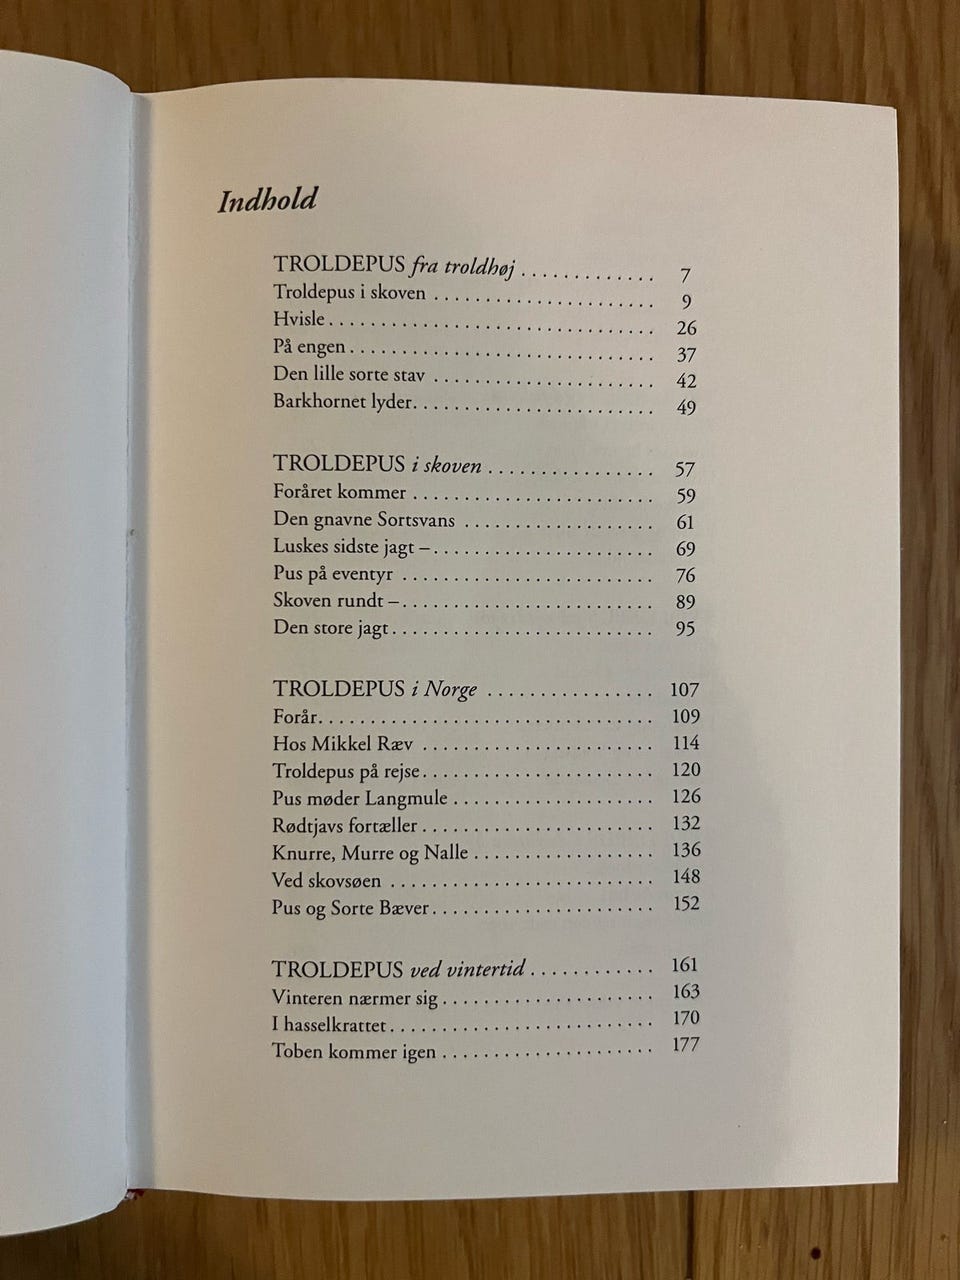 Indhold
TROLDEPUS fra troldhøj . . . . . . . . . . . . . 7
Troldepus i skoven . . . . . . . . . . . . . . . . . . 9
Hvisle . . . . . . . . . . . . . . . . . . . . . . . . . . 26
På engen . . . . . . . . . . . . . . . . . . . . . . . . 37
Den lille sorte stav . . . . . . . . . . . . . . . . . . 42
Barkhornet lyder. . . . . . . . . . . . . . . . . . . . 49
TROLDEPUS i skoven . . . . . . . . . . . . . . . . 57
Foråret kommer . . . . . . . . . . . . . . . . . . . 59
Den gnavne Sortsvans . . . . . . . . . . . . . . . 61
Luskes sidste jagt – . . . . . . . . . . . . . . . . . . 69
Pus på eventyr . . . . . . . . . . . . . . . . . . . . 76
Skoven rundt – . . . . . . . . . . . . . . . . . . . . 89
Den store jagt . . . . . . . . . . . . . . . . . . . . . 95
TROLDEPUS i Norge . . . . . . . . . . . . . . . . 107
Forår. . . . . . . . . . . . . . . . . . . . . . . . . . . 109
Hos Mikkel Ræv . . . . . . . . . . . . . . . . . . . 114
Troldepus på rejse . . . . . . . . . . . . . . . . . . 120
Pus møder Langmule . . . . . . . . . . . . . . . . 126
Rødtjavs fortæller . . . . . . . . . . . . . . . . . . . 132
Knurre, Murre og Nalle . . . . . . . . . . . . . . 136
Ved skovsøen . . . . . . . . . . . . . . . . . . . . . 148
Pus og Sorte Bæver . . . . . . . . . . . . . . . . . . 152
TROLDEPUS ved vintertid . . . . . . . . . . . . 161
Vinteren nærmer sig . . . . . . . . . . . . . . . . . 163
I hasselkrattet . . . . . . . . . . . . . . . . . . . . . 170
Toben kommer igen . . . . . . . . . . . . . . . . . 177